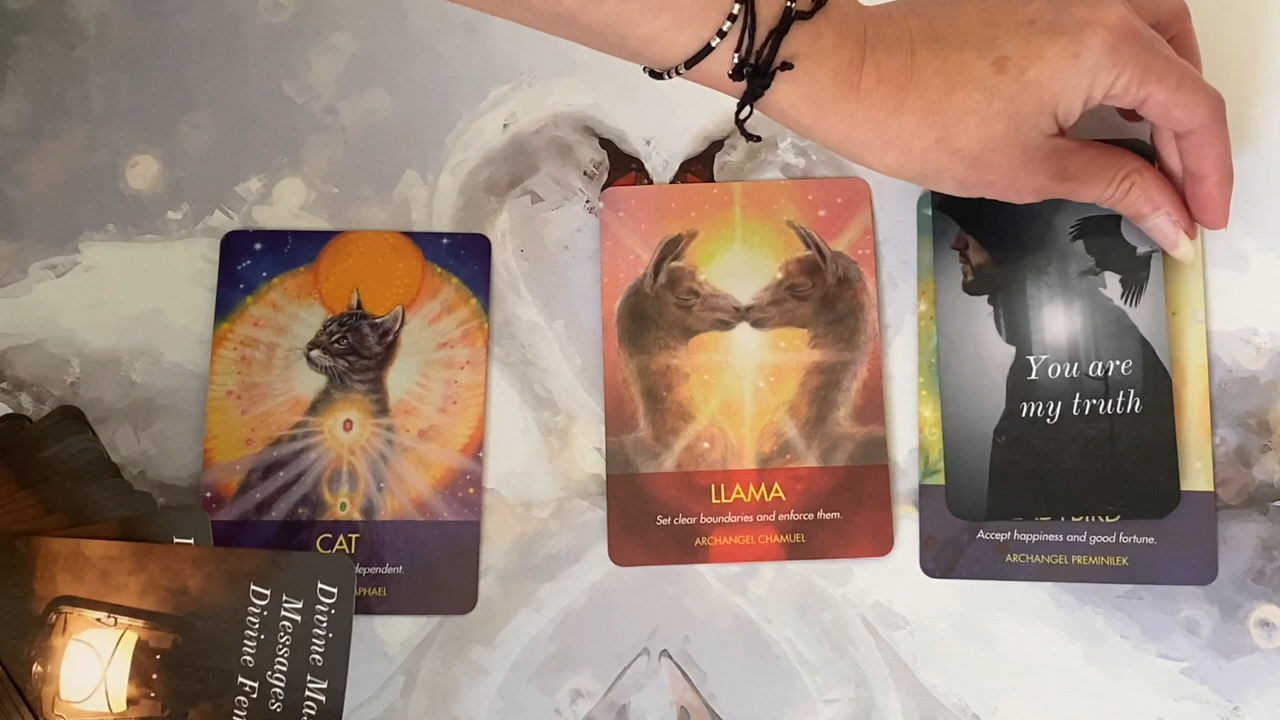 CAT
dependent.
APHAEL
Divine Ma
Messages
Divine Fem
LLAMA
Set clear boundaries and enforce them.
ARCHANGEL CHAMUEL
You are
my truth
Accept happiness and good fortune.
ARCHANGEL PREMINILEK